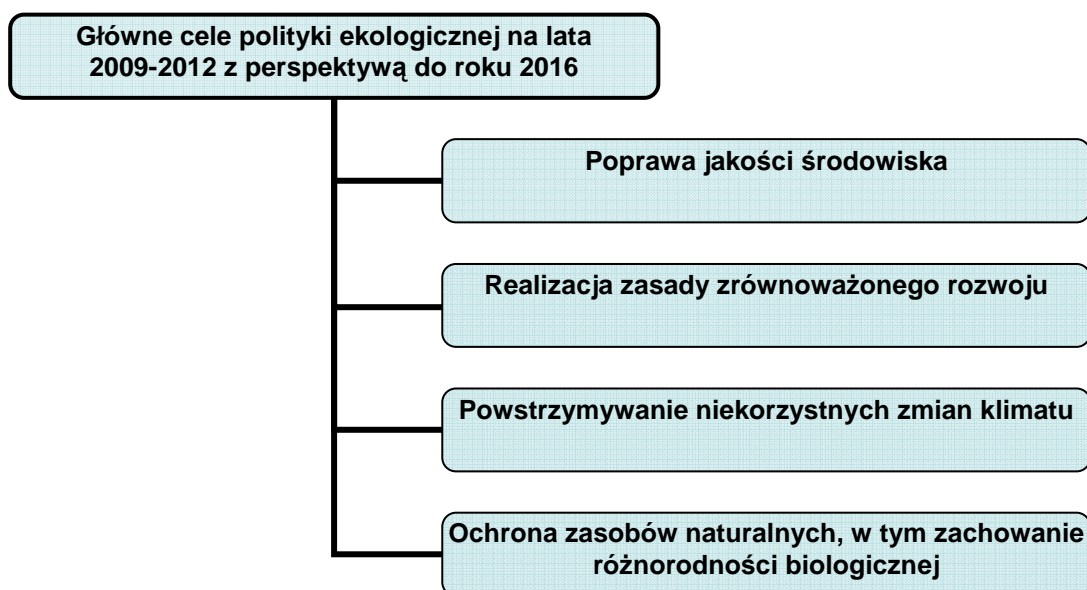 Główne cele polityki ekologicznej na lata
2009-2012 z perspektywą do roku 2016
Poprawa jakości środowiska
Realizacja zasady zrównoważonego rozwoju
Powstrzymywanie niekorzystnych zmian klimatu
Ochrona zasobów naturalnych, w tym zachowanie
różnorodności biologicznej